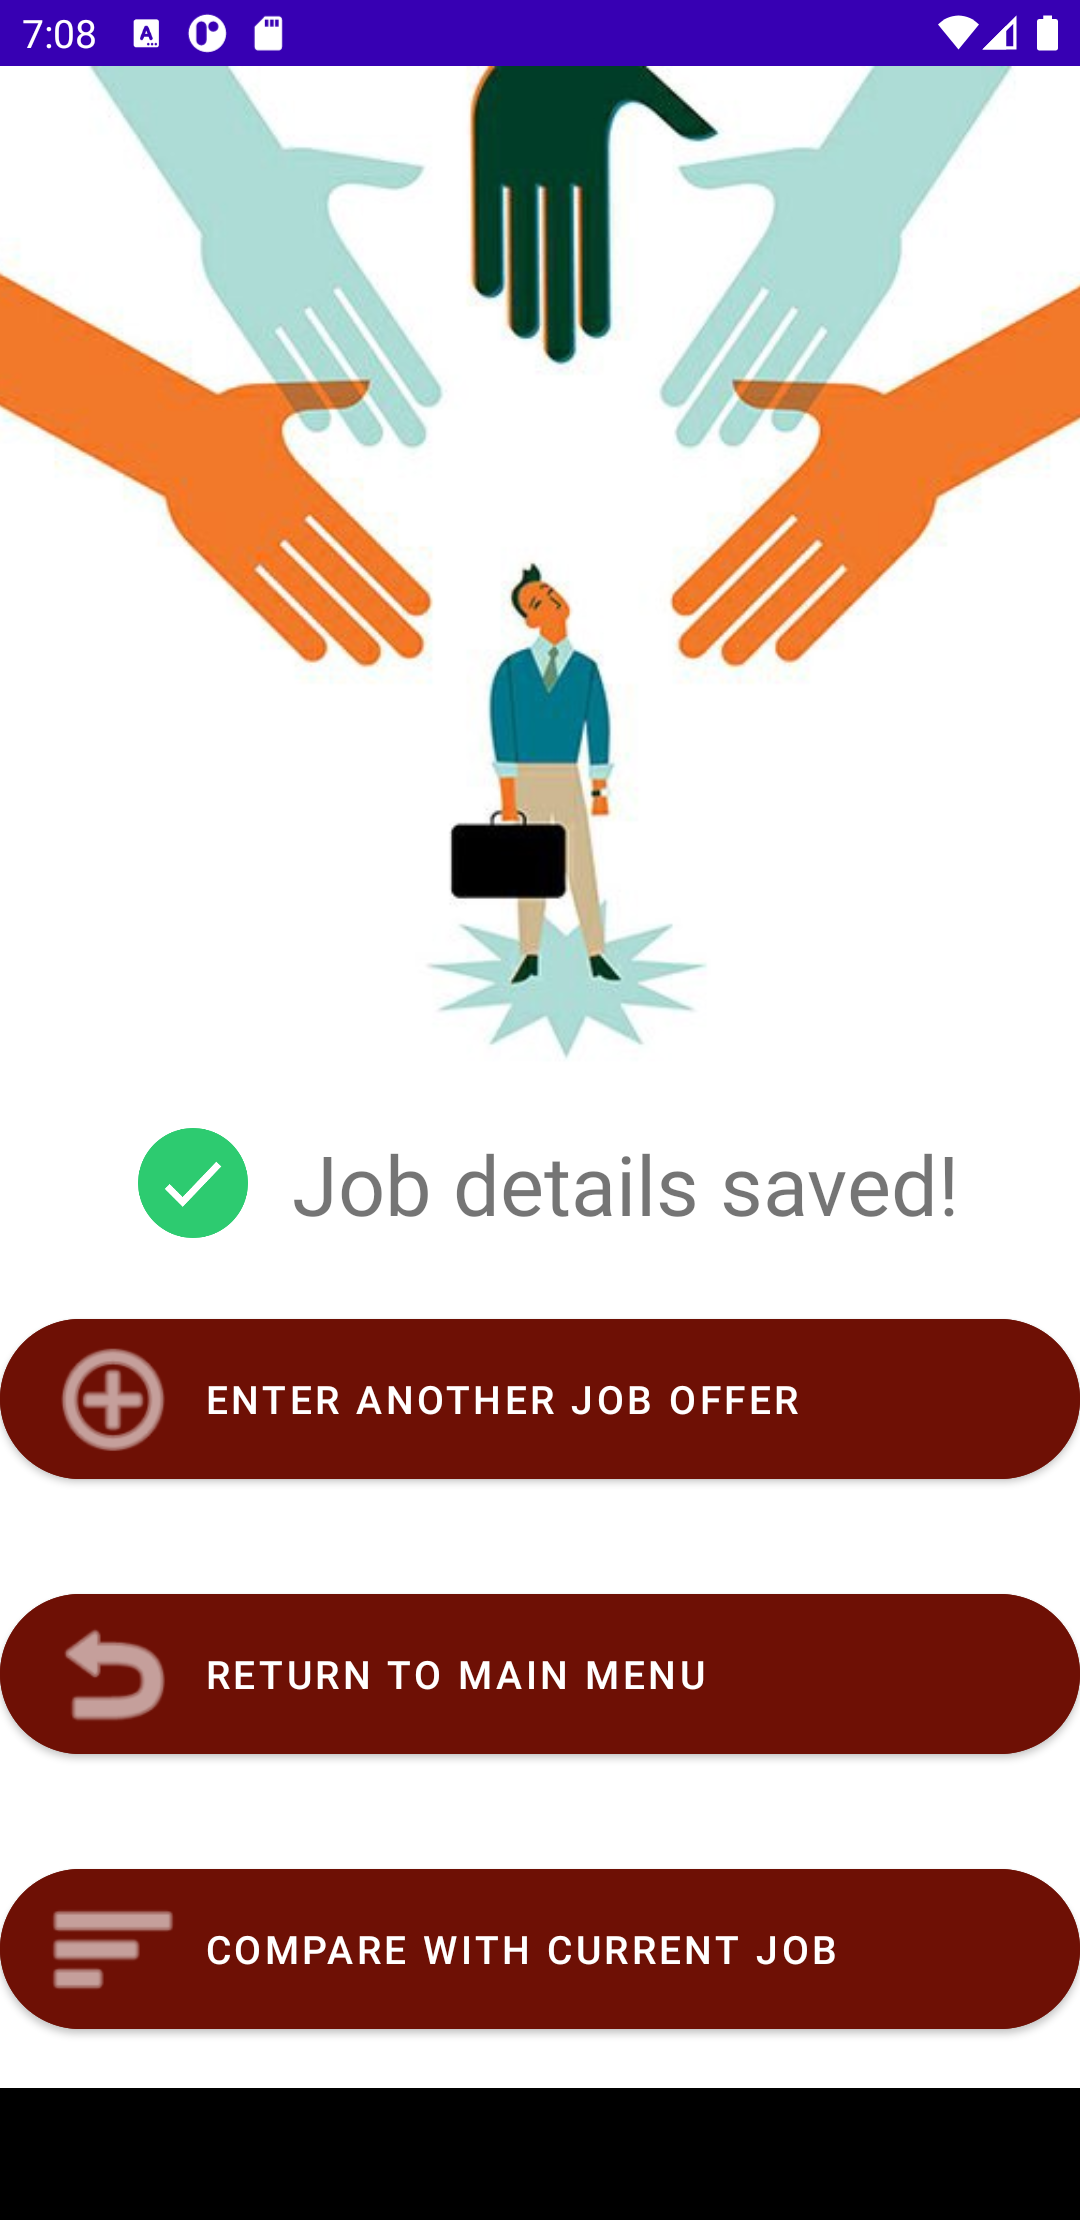 7:08
Job details saved!
ENTER ANOTHER JOB OFFER
RETURN TO MAIN MENU
COMPARE WITH CURRENT JOB